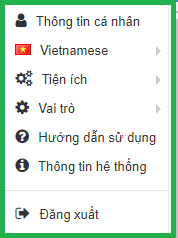 Thông tin cá nhân
Vietnamese
Tiện ích
Vai trò
Hướng dẫn sử dụng
Thông tin hệ thống
Đăng xuất